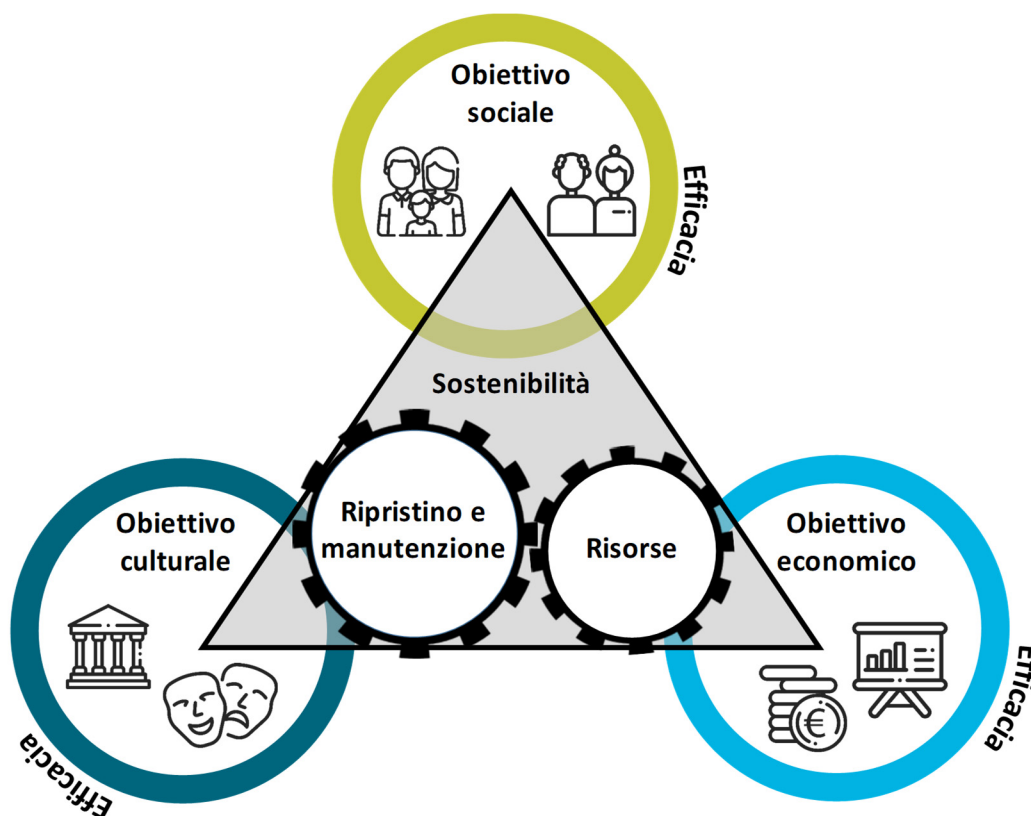 Obiettivo
sociale
Efficacia
Sostenibilità
Obiettivo
culturale
Ripristino e
manutenzione
Risorse
Obiettivo
economico
€
Efficacia
Efficacia